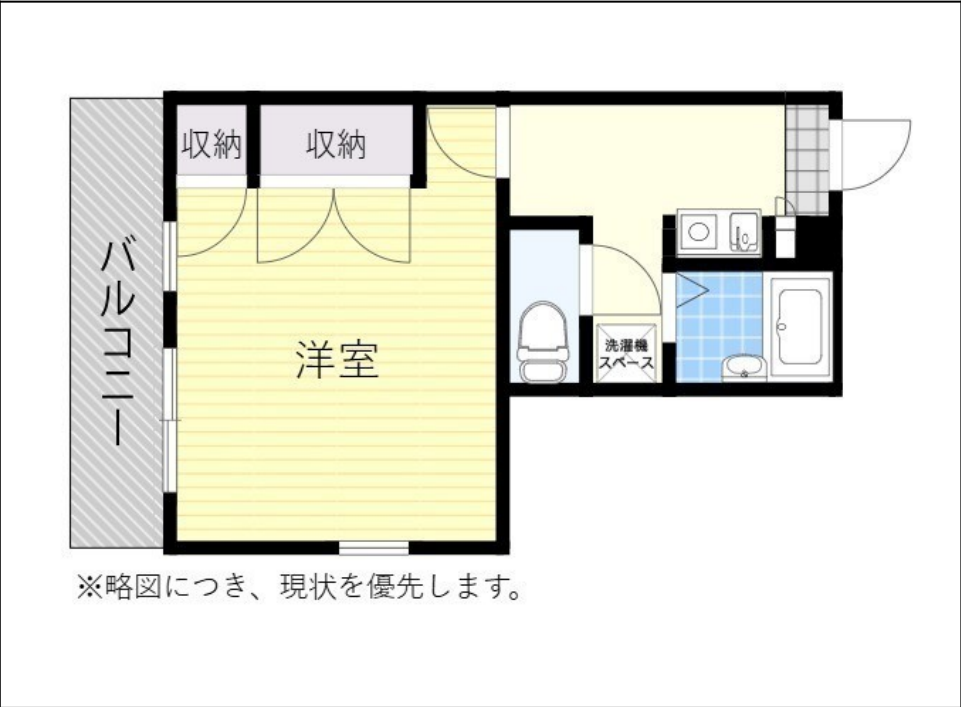 収納
収納
バルコニー
洋室
洗濯機
スペース
※略図につき、現状を優先します。